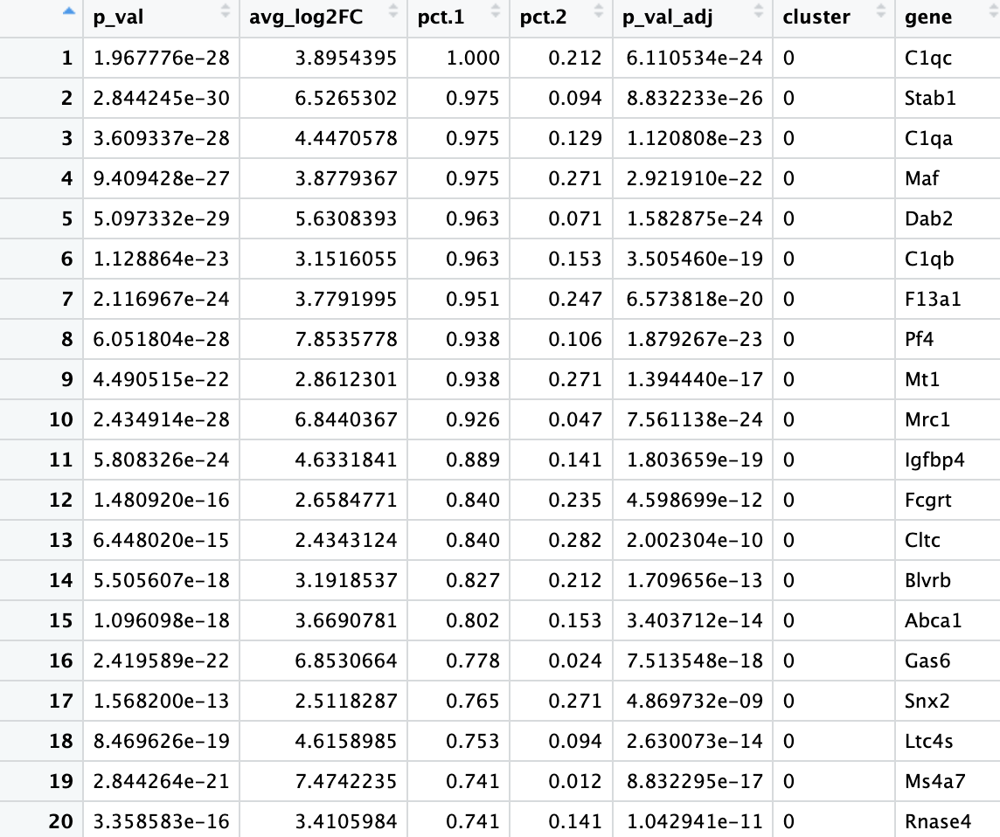 p_val avg_log2FC pct.1 pct.2 p_val_adj cluster gene
1 1.967776e-28 3.8954395 1.000 0.212 6.110534e-24 0 C1qc
2 2.844245e-30 6.5265302 0.975 0.094 8.832233e-26 0 Stab1
3 3.609337e-28 4.4470578 0.975 0.129 1.120808e-23 0 C1qa
4 9.409428e-27 3.8779367 0.975 0.271 2.921910e-22 0 Maf
5 5.097332e-29 5.6308393 0.963 0.071 1.582875e-24 0 Dab2
6 1.128864e-23 3.1516055 0.963 0.153 3.505460e-19 0 C1qb
7 2.116967e-24 3.7791995 0.951 0.247 6.573818e-20 0 F13a1
8 6.051804e-28 7.8535778 0.938 0.106 1.879267e-23 0 Pf4
9 4.490515e-22 2.8612301 0.938 0.271 1.394440e-17 0 Mt1
10 2.434914e-28 6.8440367 0.926 0.047 7.561138e-24 0 Mrc1
11 5.808326e-24 4.6331841 0.889 0.141 1.803659e-19 0 Igfbp4
12 1.480920e-16 2.6584771 0.840 0.235 4.598699e-12 0 Fcgrt
13 6.448020e-15 2.4343124 0.840 0.282 2.002304e-10 0 Cltc
14 5.505607e-18 3.1918537 0.827 0.212 1.709656e-13 0 Blvrb
15 1.096098e-18 3.6690781 0.802 0.153 3.403712e-14 0 Abca1
16 2.419589e-22 6.8530664 0.778 0.024 7.513548e-18 0 Gas6
17 1.568200e-13 2.5118287 0.765 0.271 4.869732e-09 0 Snx2
18 8.469626e-19 4.6158985 0.753 0.094 2.630073e-14 0 Ltc4s
19 2.844264e-21 7.4742235 0.741 0.012 8.832295e-17 0 Ms4a7
20 3.358583e-16 3.4105984 0.741 0.141 1.042941e-11 0 Rnase4